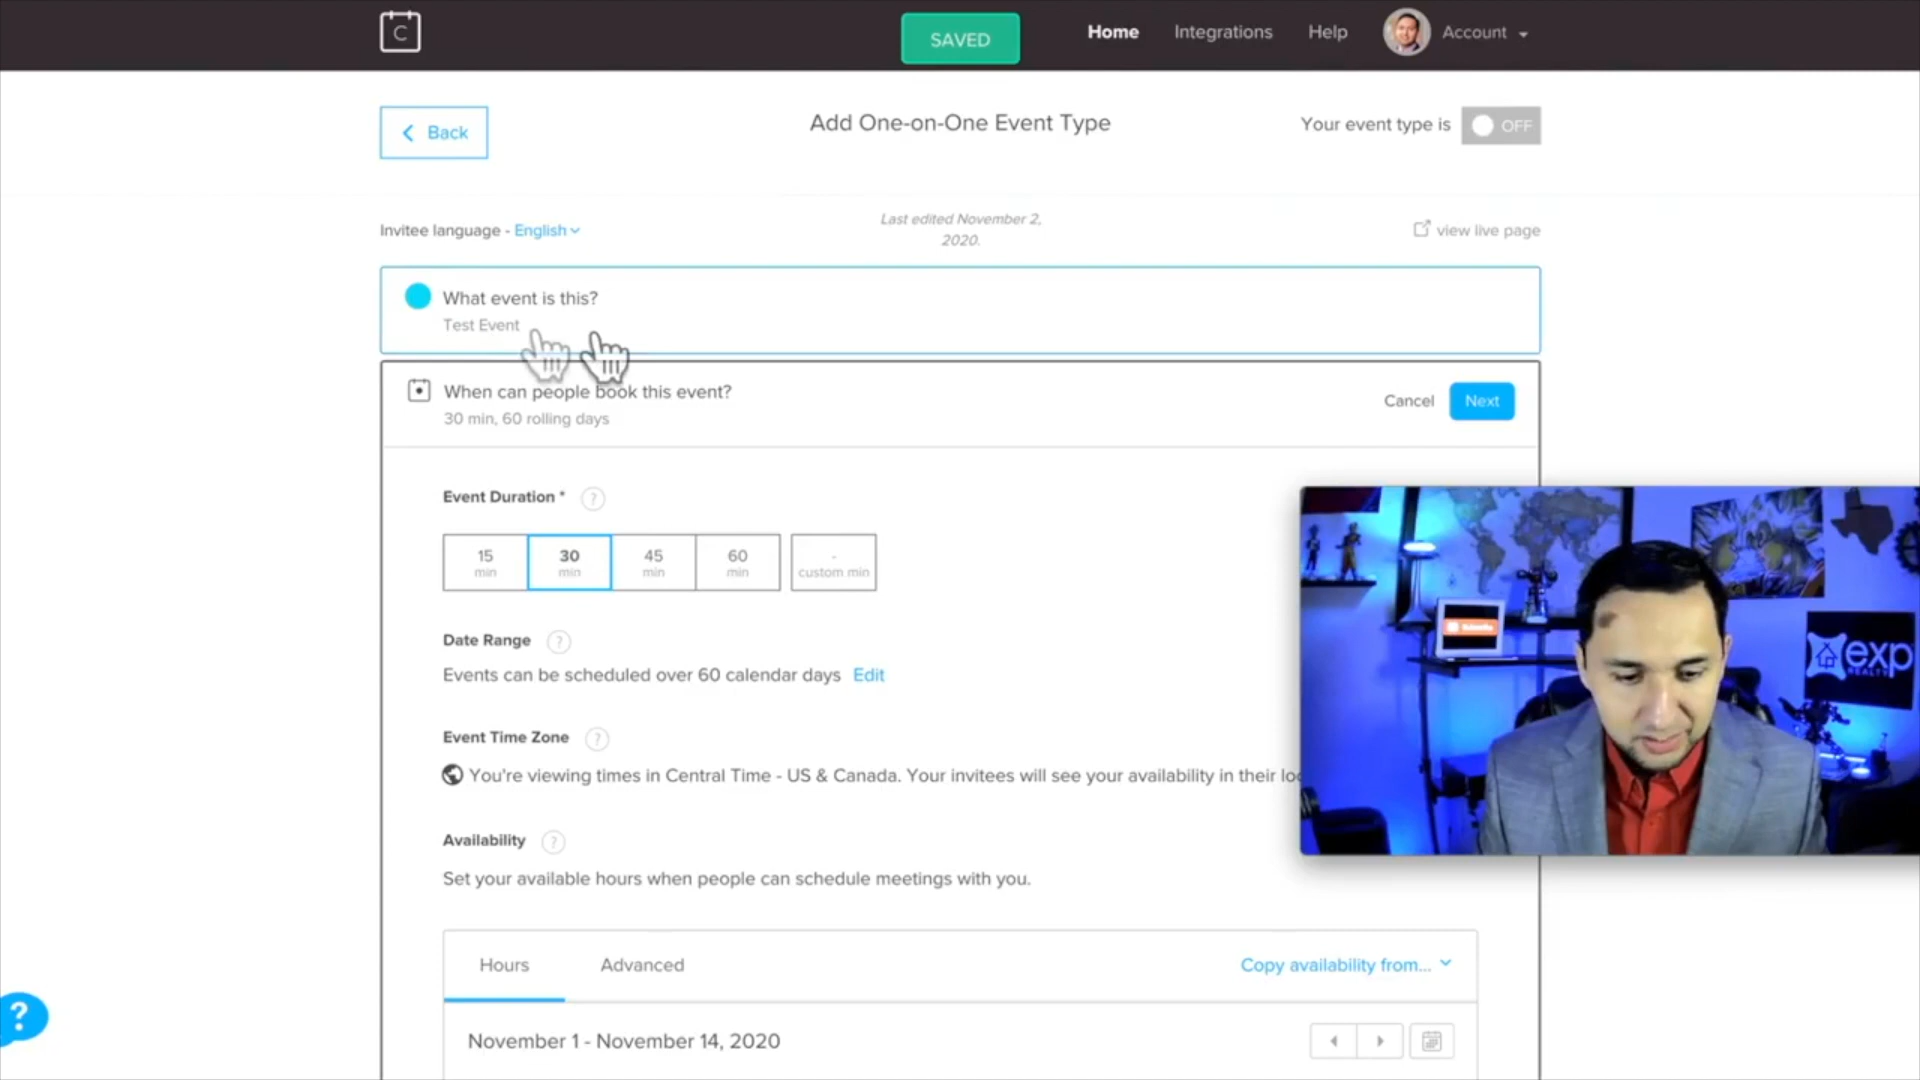 C
SAVED
Home
Integrations
Help
Account
Back
Add One-on-One Event Type
Your event type is
OFF
Invitee language - English
Last edited November 2,
2020.
view live page
What event is this?
Test Event
When can people book this event?
30 min, 60 rolling days
Cancel
Next
Event Duration * ?
15
min
30
min
45
min
60
min
-
custom min
Date Range ?
Events can be scheduled over 60 calendar days Edit
Event Time Zone ?
You're viewing times in Central Time - US & Canada. Your invitees will see your availability in their loc
Availability ?
Set your available hours when people can schedule meetings with you.
Hours
Advanced
Copy availability from...
November 1 - November 14, 2020
?
Subscribe
exp
REALTY